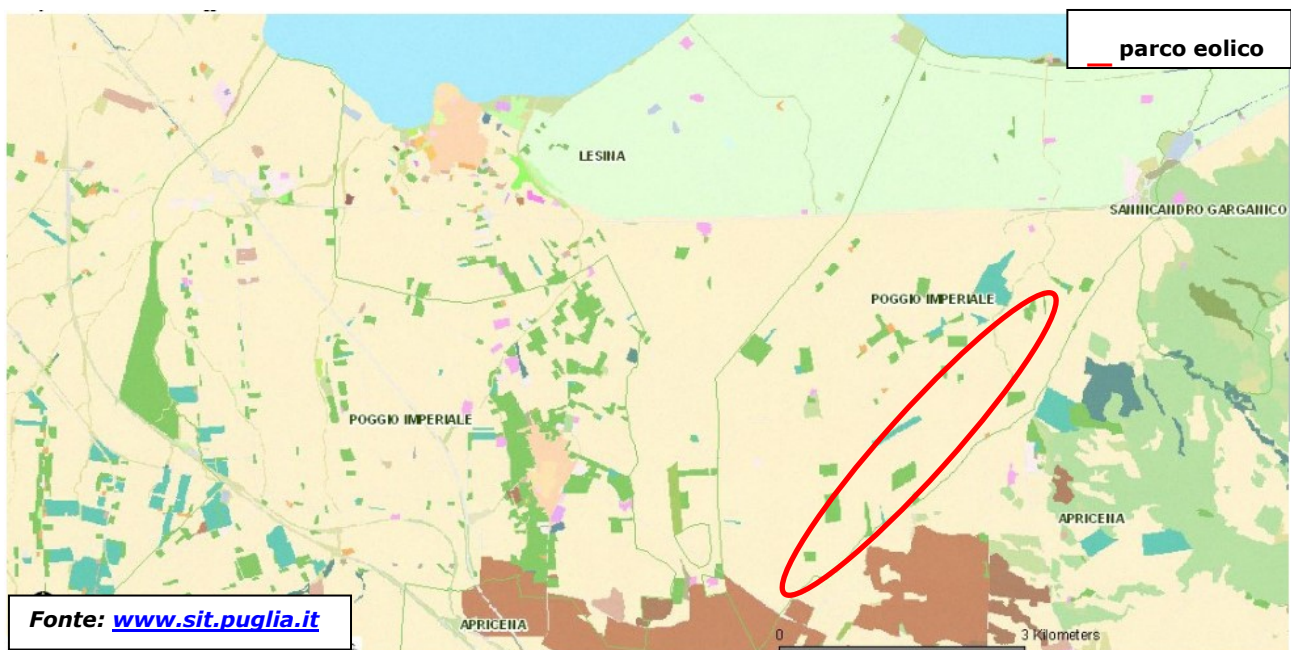 parco eolico
LESINA
SANNICANDRO GARGANICO
POGGIO IMPERIALE
POGGIO IMPERIALE
APRICENA
Fonte: www.sit.puglia.it
APRICENA
0
3 Kilometers